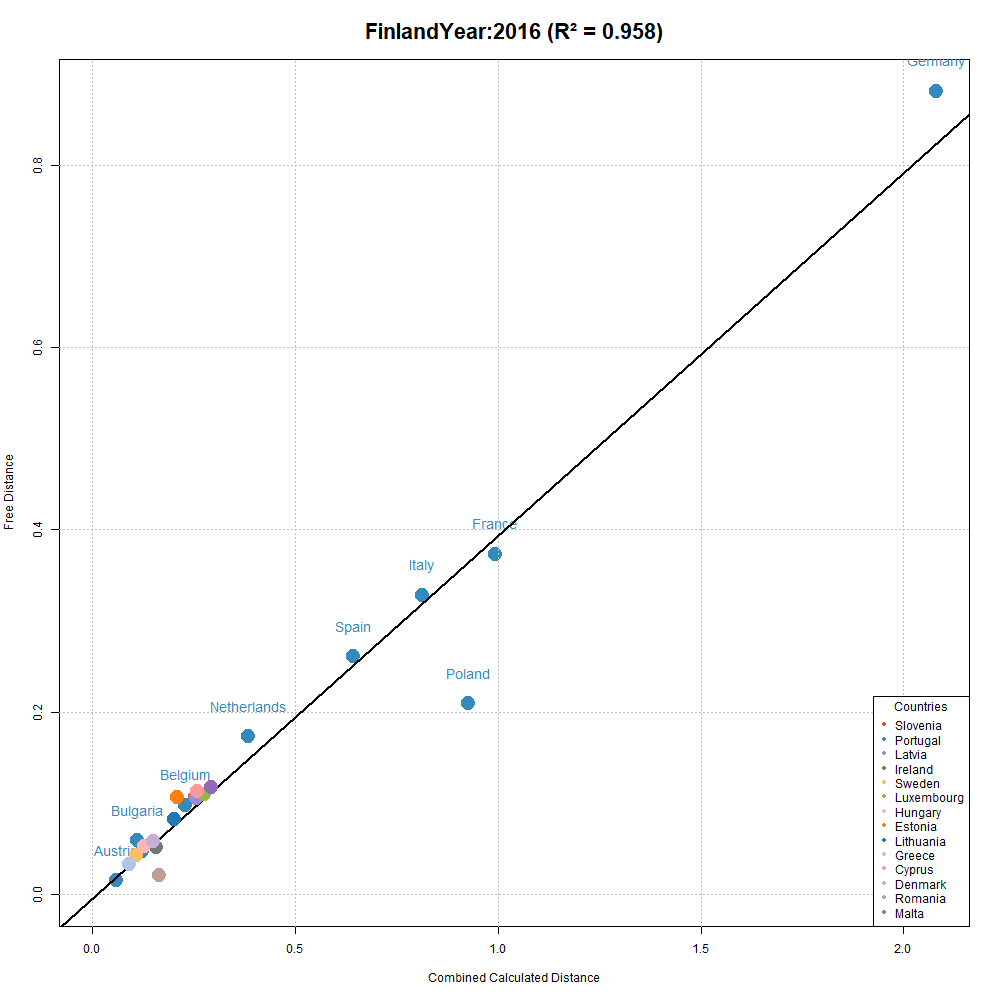 FinlandYear:2016 (R² = 0.958)
Germany
0.8
0.6
Free Distance
0.4
France
Italy
Spain
Poland
0.2
Netherlands
Belgium
Bulgaria
Austria
0.0
Countries
Slovenia
Portugal
Latvia
Ireland
Sweden
Luxembourg
Hungary
Estonia
Lithuania
Greece
Cyprus
Denmark
Romania
Malta
0.0 0.5 1.0 1.5 2.0
Combined Calculated Distance